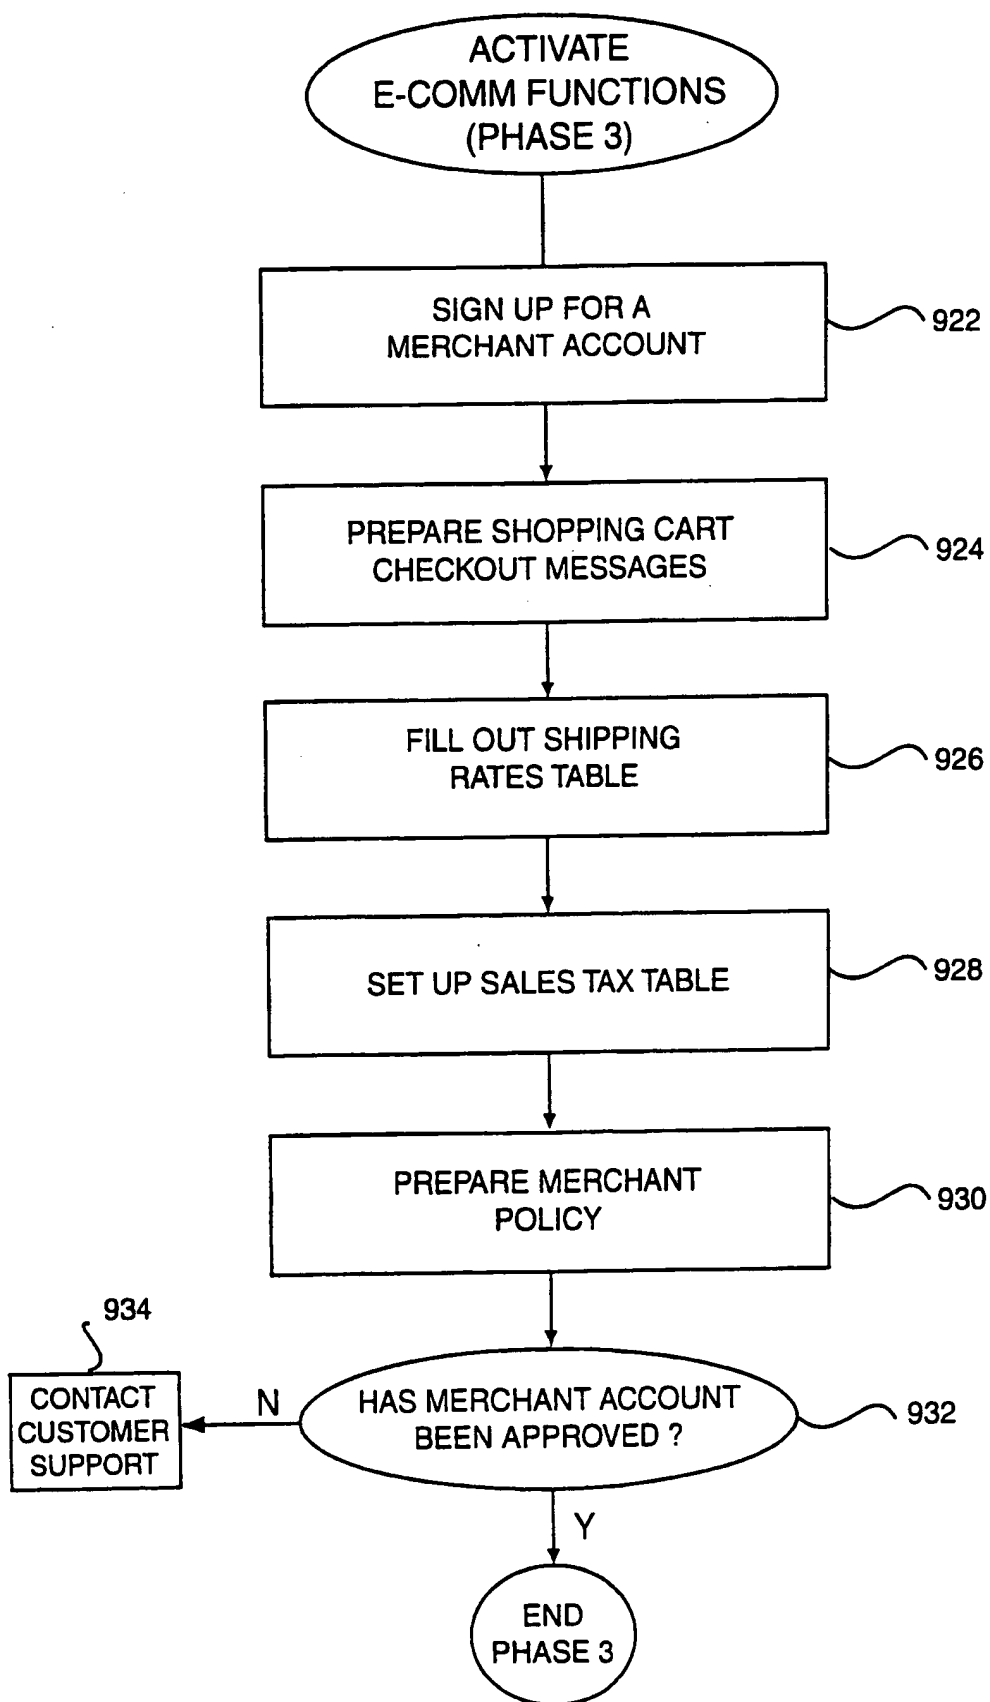 ACTIVATE
E-COMM FUNCTIONS
(PHASE 3)
SIGN UP FOR A
MERCHANT ACCOUNT
922
PREPARE SHOPPING CART
CHECKOUT MESSAGES
924
FILL OUT SHIPPING
RATES TABLE
926
SET UP SALES TAX TABLE
928
PREPARE MERCHANT
POLICY
930
934
CONTACT
CUSTOMER
SUPPORT
N
HAS MERCHANT ACCOUNT
BEEN APPROVED ?
932
Y
END
PHASE 3